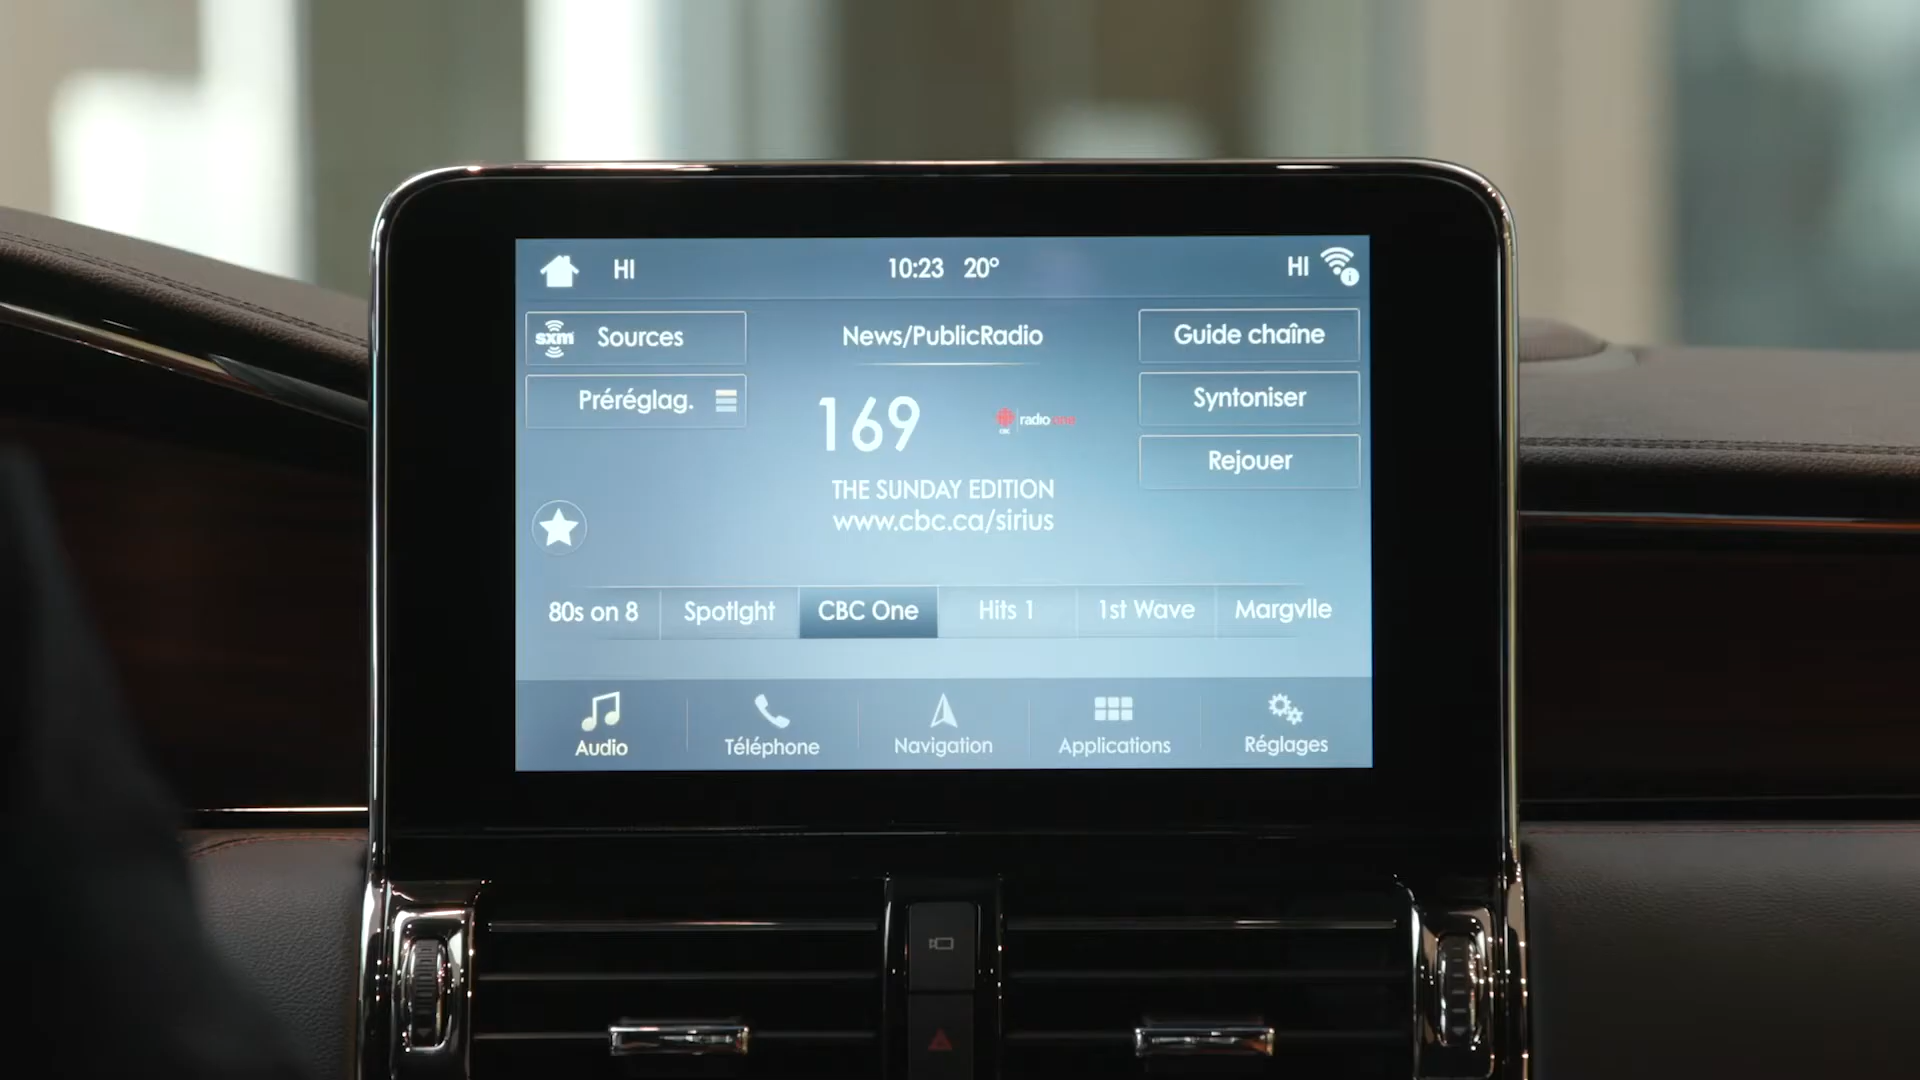 HI 10:23 20° HI
sxm Sources
News/PublicRadio
Guide chaîne
Préréglag.
169
CBC radio one
Syntoniser
Rejouer
THE SUNDAY EDITION
www.cbc.ca/sirius
80s on 8 Spotlght CBC One Hits 1 1st Wave Margvlle
Audio Téléphone Navigation Applications Réglages